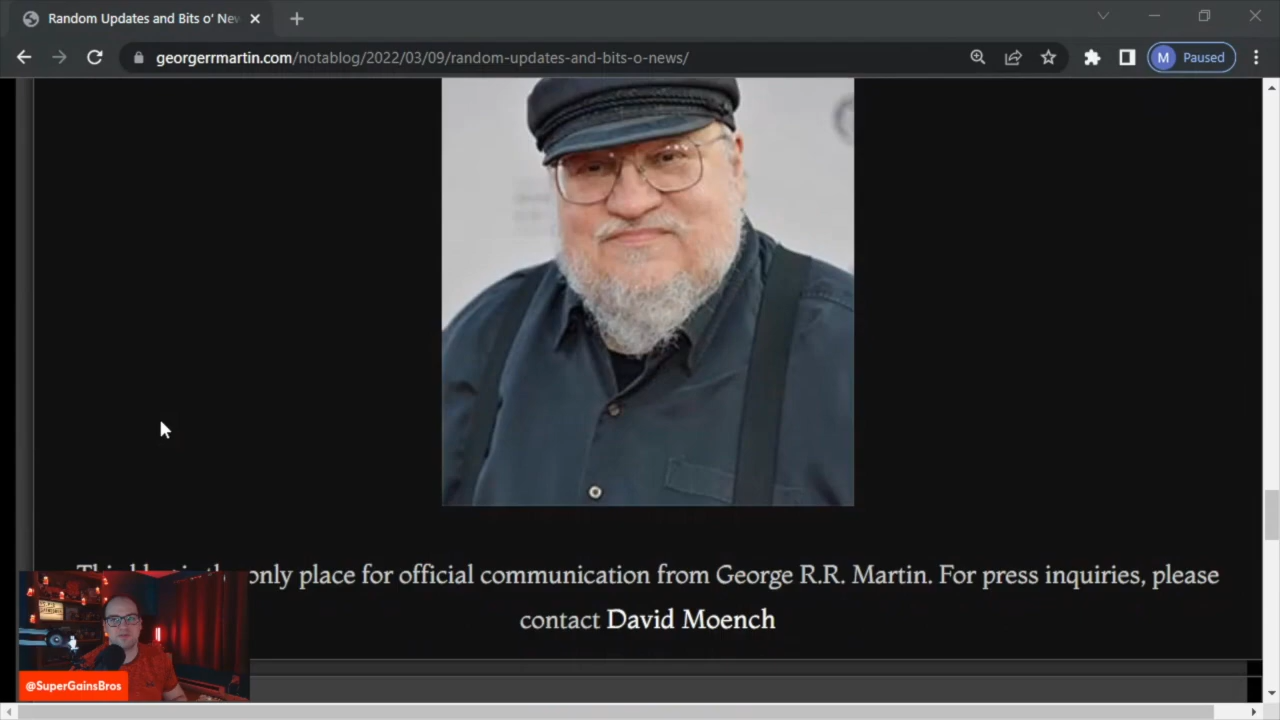 Random Updates and Bits o' Nev
georgerrmartin.com/notablog/2022/03/09/random-updates-and-bits-o-news/
M Paused
only place for official communication from George R.R. Martin. For press inquiries, please
contact David Moench
@SuperGainsBros